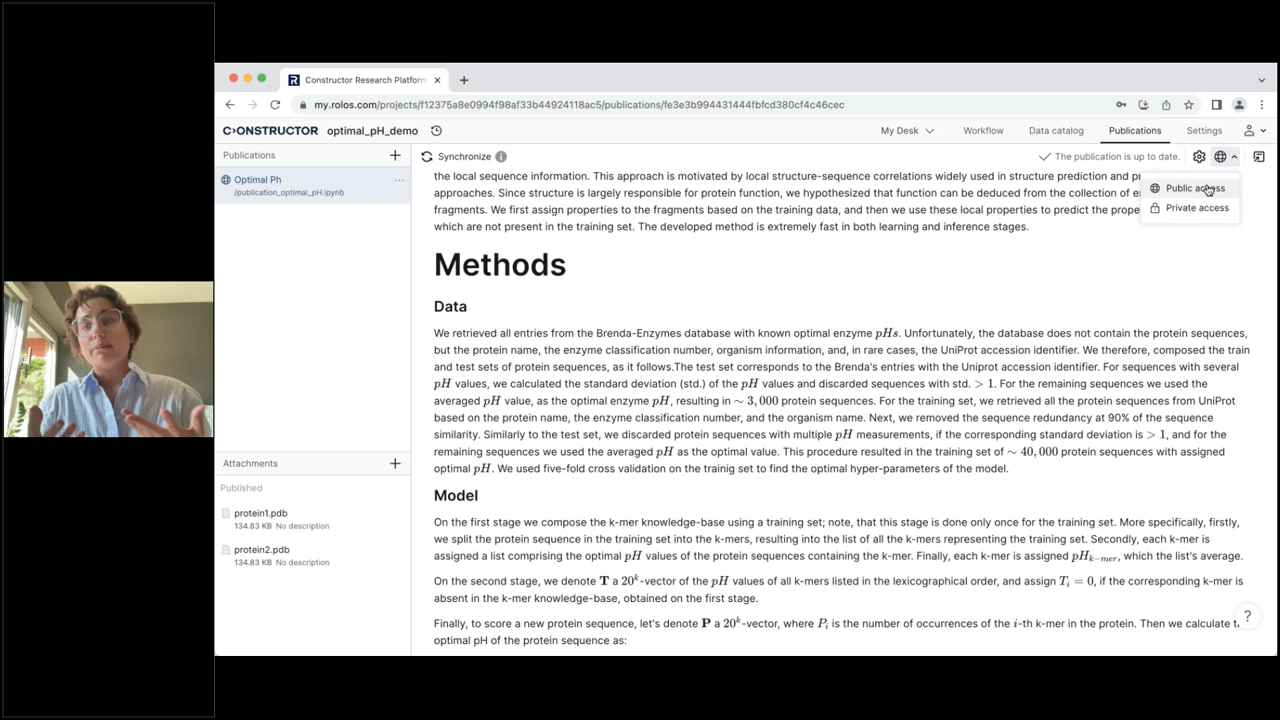 Constructor Research Platform
my.rolos.com/projects/f12375a8e0994f98af33b44924118ac5/publications/fe3e3b994431444fbfcd380cf4c46cec
CONSTRUCTOR optimal_pH_demo My Desk Workflow Data catalog Publications Settings
Publications Synchronize The publication is up to date.
Optimal Ph
/publication_optimal_pH.ipynb
Public access
Private access
the local sequence information. This approach is motivated by local structure-sequence correlations widely used in structure prediction and
approaches. Since structure is largely responsible for protein function, we hypothesized that function can be deduced from the collection of
fragments. We first assign properties to the fragments based on the training data, and then we use these local properties to predict the
which are not present in the training set. The developed method is extremely fast in both learning and inference stages.
Methods
Data
We retrieved all entries from the Brenda-Enzymes database with known optimal enzyme pHs. Unfortunately, the database does not contain the protein sequences,
but the protein name, the enzyme classification number, organism information, and, in rare cases, the UniProt accession identifier. We therefore, composed the train
and test sets of protein sequences, as it follows.The test set corresponds to the Brenda's entries with the Uniprot accession identifier. For sequences with several
pH values, we calculated the standard deviation (std.) of the pH values and discarded sequences with std. > 1. For the remaining sequences we used the
averaged pH value, as the optimal enzyme pH, resulting in ~ 3,000 protein sequences. For the training set, we retrieved all the protein sequences from UniProt
based on the protein name, the enzyme classification number, and the organism name. Next, we removed the sequence redundancy at 90% of the sequence
similarity. Similarly to the test set, we discarded protein sequences with multiple pH measurements, if the corresponding standard deviation is > 1, and for the
remaining sequences we used the averaged pH as the optimal value. This procedure resulted in the training set of ~ 40,000 protein sequences with assigned
optimal pH. We used five-fold cross validation on the trainig set to find the optimal hyper-parameters of the model.
Model
On the first stage we compose the k-mer knowledge-base using a training set; note, that this stage is done only once for the training set. More specifically, firstly,
we split the protein sequence in the training set into the k-mers, resulting into the list of all the k-mers representing the training set. Secondly, each k-mer is
assigned a list comprising the optimal pH values of the protein sequences containing the k-mer. Finally, each k-mer is assigned pH_{k-mer}, which the list's average.
On the second stage, we denote T a 20^k-vector of the pH values of all k-mers listed in the lexicographical order, and assign T_i = 0, if the corresponding k-mer is
absent in the k-mer knowledge-base, obtained on the first stage.
Finally, to score a new protein sequence, let's denote P a 20^k-vector, where P_i is the number of occurrences of the i-th k-mer in the protein. Then we calculate
optimal pH of the protein sequence as:
Attachments
Published
protein1.pdb
134.83 KB No description
protein2.pdb
134.83 KB No description